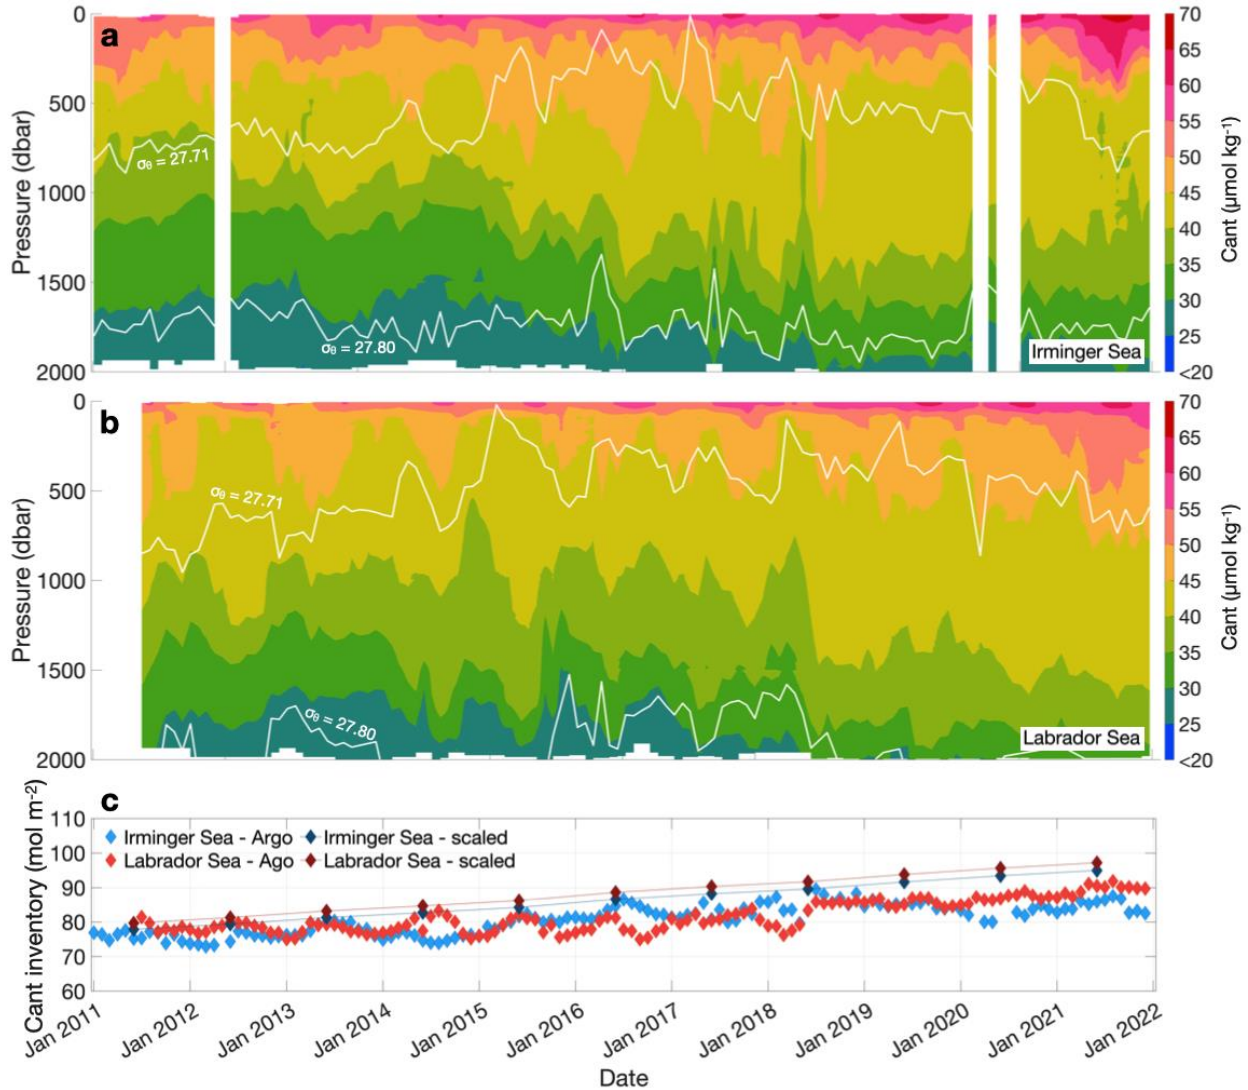 a
0
500
1000
1500
2000
Pressure (dbar)
σθ = 27.71
σθ = 27.80
Irminger Sea
70
65
60
55
50
45
40
35
30
25
<20
Cant (μmol kg-1)
b
0
500
1000
1500
2000
Pressure (dbar)
σθ = 27.71
σθ = 27.80
Labrador Sea
70
65
60
55
50
45
40
35
30
25
<20
Cant (μmol kg-1)
c
110
100
90
80
70
60
Cant inventory (mol m-2)
Irminger Sea - Argo
Irminger Sea - scaled
Labrador Sea - Ago
Labrador Sea - scaled
Jan 2011
Jan 2012
Jan 2013
Jan 2014
Jan 2015
Jan 2016
Jan 2017
Jan 2018
Jan 2019
Jan 2020
Jan 2021
Jan 2022
Date